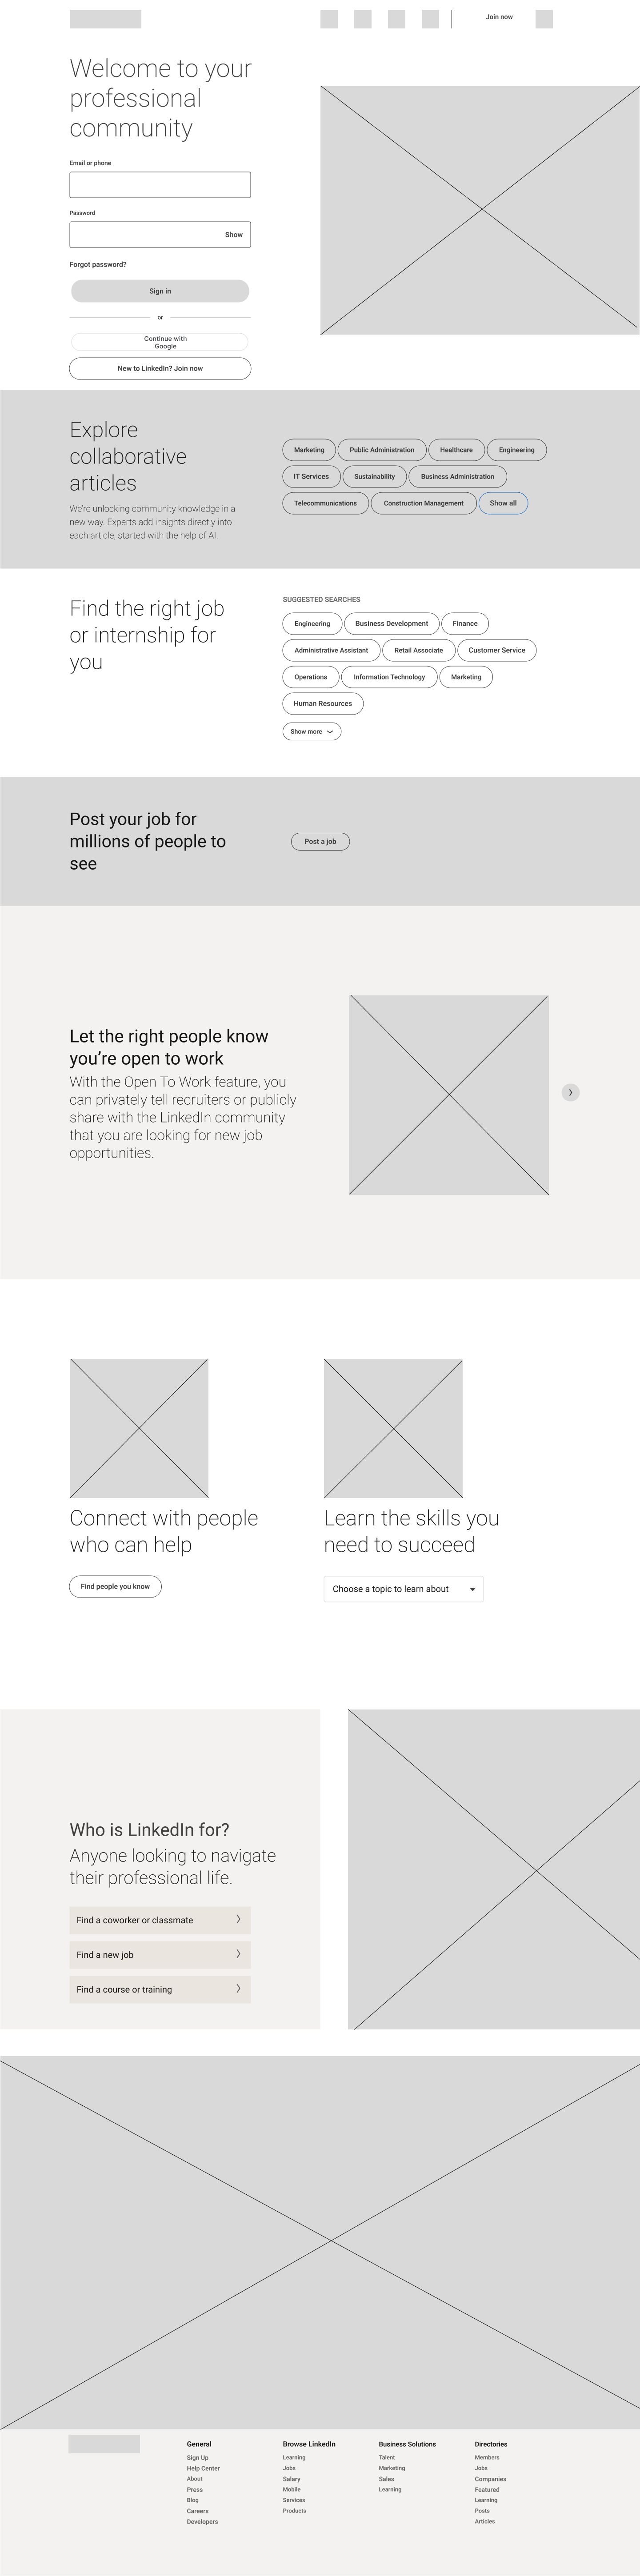 Join now
Welcome to your
professional
community
Email or phone
Password
Show
Forgot password?
Sign in
or
Continue with
Google
New to LinkedIn? Join now
Explore
collaborative
articles
We're unlocking community knowledge in a
new way. Experts add insights directly into
each article, started with the help of AI.
Marketing
Public Administration
Healthcare
Engineering
IT Services
Sustainability
Business Administration
Telecommunications
Construction Management
Show all
Find the right job
or internship for
you
SUGGESTED SEARCHES
Engineering
Business Development
Finance
Administrative Assistant
Retail Associate
Customer Service
Operations
Information Technology
Marketing
Human Resources
Show more
Post your job for
millions of people to
see
Post a job
Let the right people know
you're open to work
With the Open To Work feature, you
can privately tell recruiters or publicly
share with the LinkedIn community
that you are looking for new job
opportunities.
Connect with people
who can help
Find people you know
Learn the skills you
need to succeed
Choose a topic to learn about
Who is LinkedIn for?
Anyone looking to navigate
their professional life.
Find a coworker or classmate
Find a new job
Find a course or training
General
Sign Up
Help Center
About
Press
Blog
Careers
Developers
Browse LinkedIn
Learning
Jobs
Salary
Mobile
Services
Products
Business Solutions
Talent
Marketing
Sales
Learning
Directories
Members
Jobs
Companies
Featured
Learning
Posts
Articles